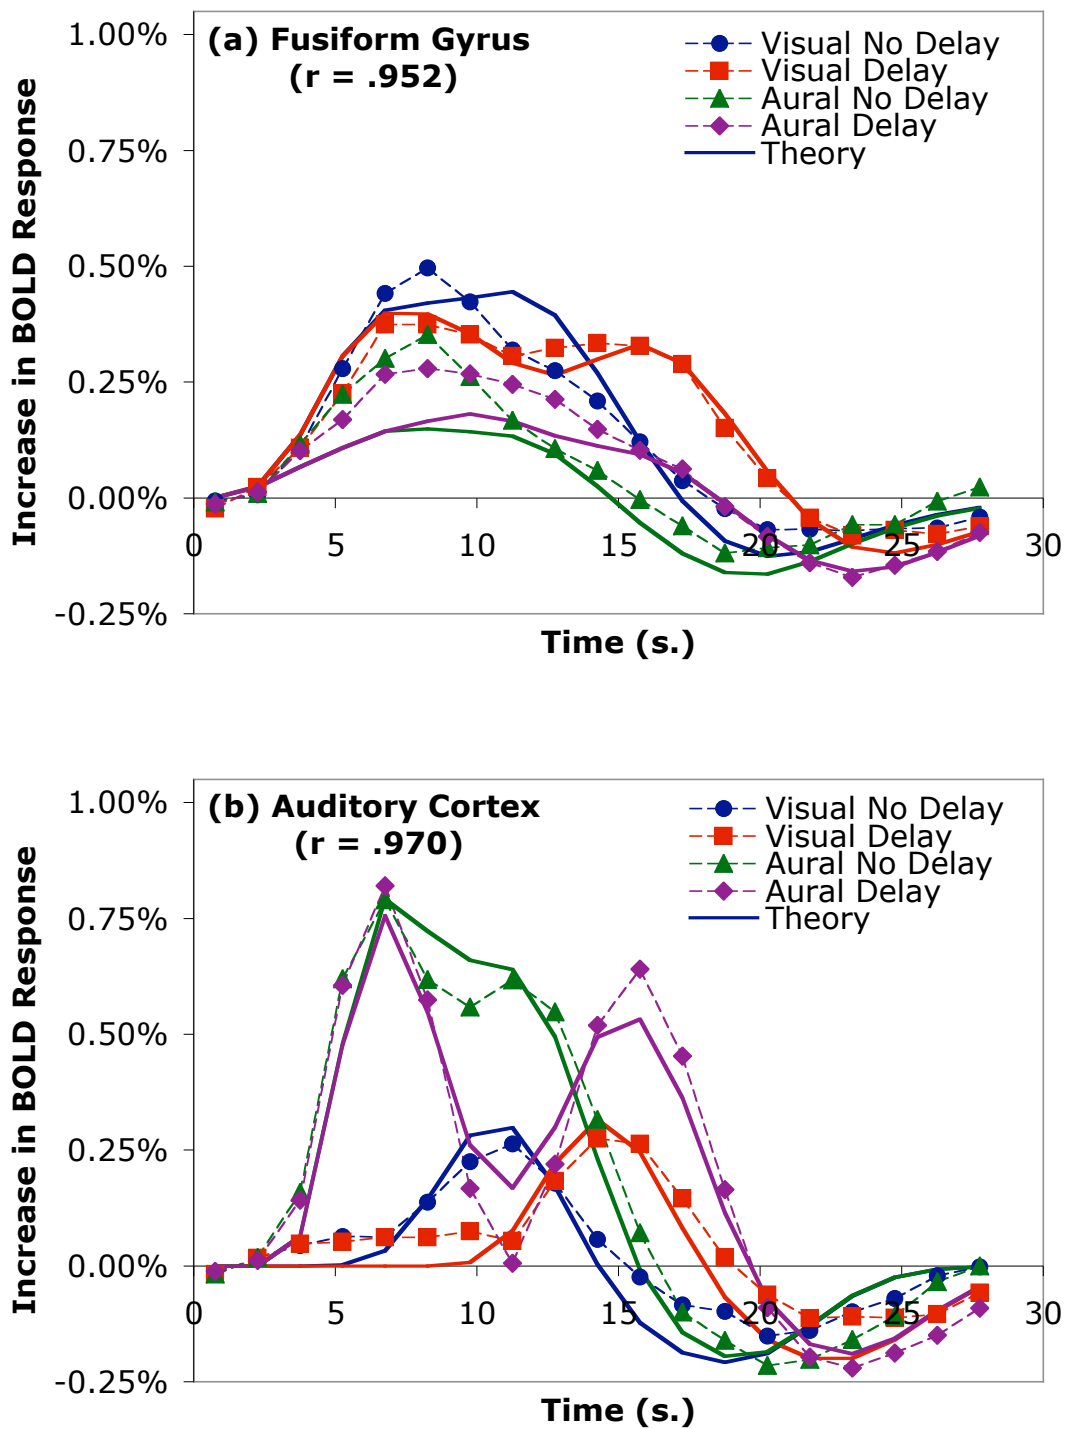 (a) Fusiform Gyrus
(r = .952)
Visual No Delay
Visual Delay
Aural No Delay
Aural Delay
Theory
Increase in BOLD Response
1.00%
0.75%
0.50%
0.25%
0.00%
-0.25%
0 5 10 15 20 25 30
Time (s.)
(b) Auditory Cortex
(r = .970)
Visual No Delay
Visual Delay
Aural No Delay
Aural Delay
Theory
Increase in BOLD Response
1.00%
0.75%
0.50%
0.25%
0.00%
-0.25%
0 5 10 15 20 25 30
Time (s.)